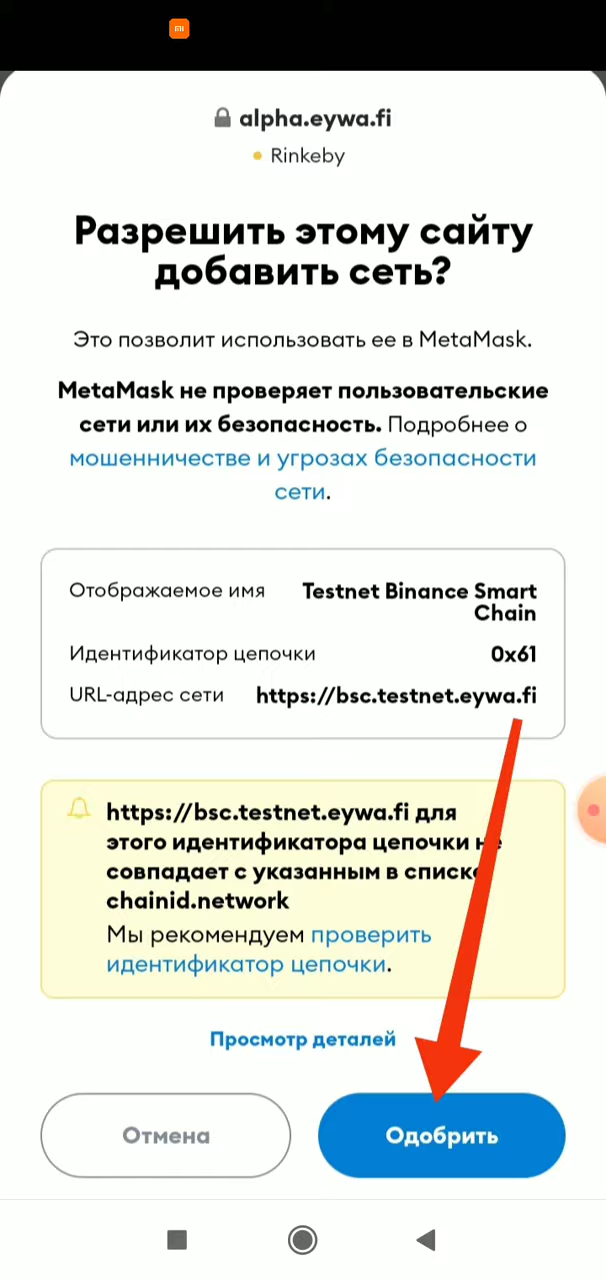 alpha.eywa.fi
Rinkeby
Разрешить этому сайту
добавить сеть?
Это позволит использовать ее в MetaMask.
MetaMask не проверяет пользовательские
сети или их безопасность. Подробнее о
мошенничестве и угрозах безопасности
сети.
Отображаемое имя Testnet Binance Smart
Chain
Идентификатор цепочки 0x61
URL-адрес сети https://bsc.testnet.eywa.fi
https://bsc.testnet.eywa.fi для
этого идентификатора цепочки не
совпадает с указанным в списке
chainid.network
Мы рекомендуем проверить
идентификатор цепочки.
Просмотр деталей
Отмена Одобрить